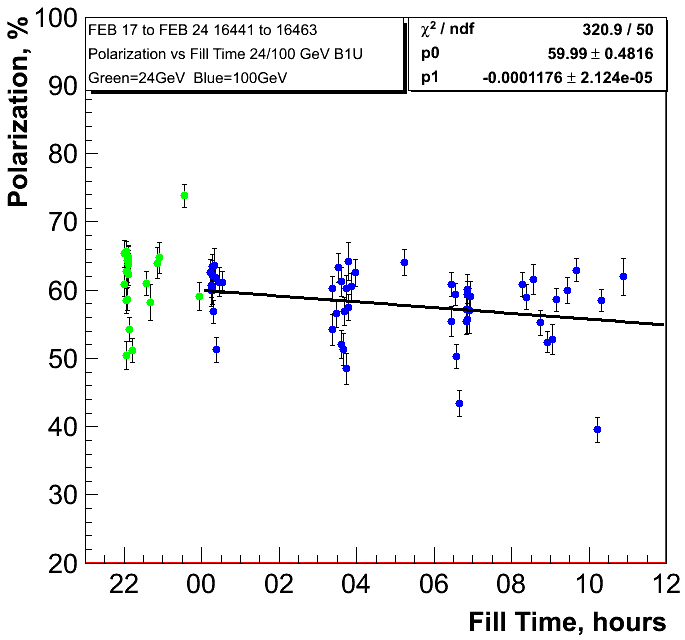 FEB 17 to FEB 24 16441 to 16463
Polarization vs Fill Time 24/100 GeV B1U
Green=24GeV Blue=100GeV
χ² / ndf 320.9 / 50
p0 59.99 ± 0.4816
p1 -0.0001176 ± 2.124e-05
Polarization, %
100
90
80
70
60
50
40
30
20
22 00 02 04 06 08 10 12
Fill Time, hours